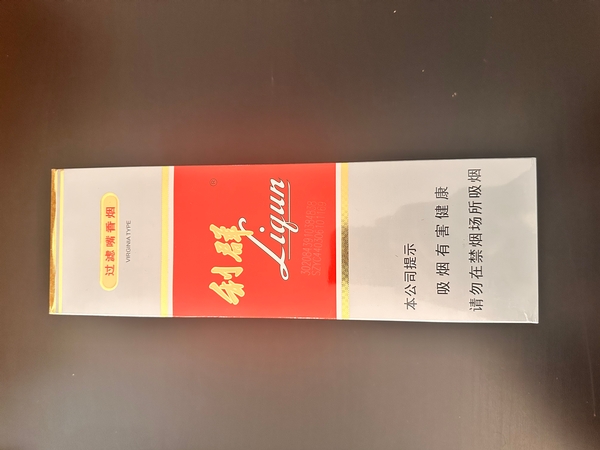 过滤嘴香烟
VIRGINIA TYPE
利群
Liqun
本公司提示
吸烟有害健康
请勿在禁烟场所吸烟